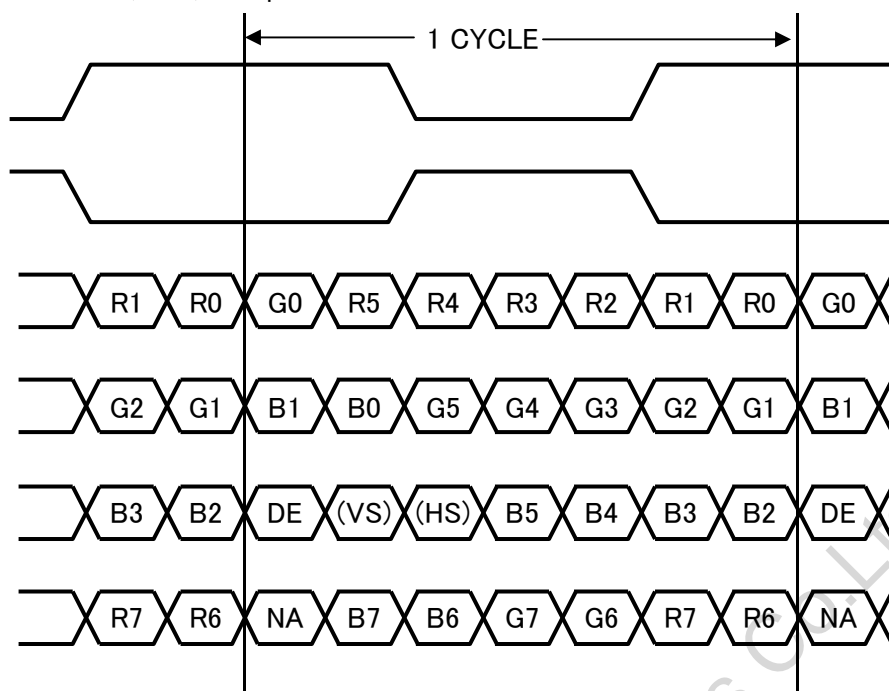 1 CYCLE
R1 R0 G0 R5 R4 R3 R2 R1 R0 G0
G2 G1 B1 B0 G5 G4 G3 G2 G1 B1
B3 B2 DE (VS) (HS) B5 B4 B3 B2 DE
R7 R6 NA B7 B6 G7 G6 R7 R6 NA